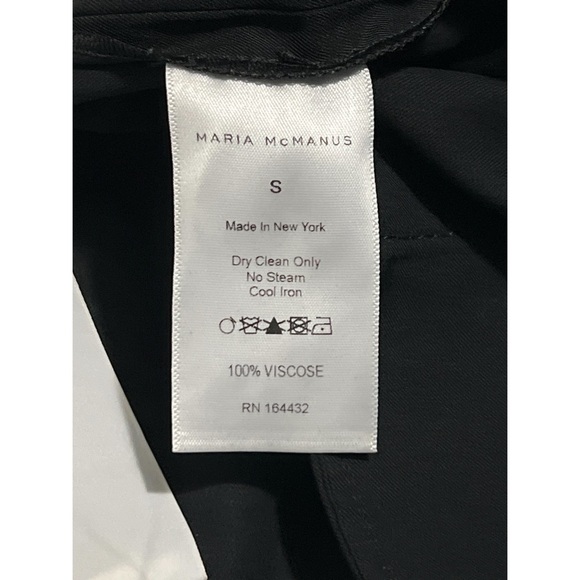 MARIA McMANUS
S
Made In New York
Dry Clean Only
No Steam
Cool Iron
100% VISCOSE
RN 164432